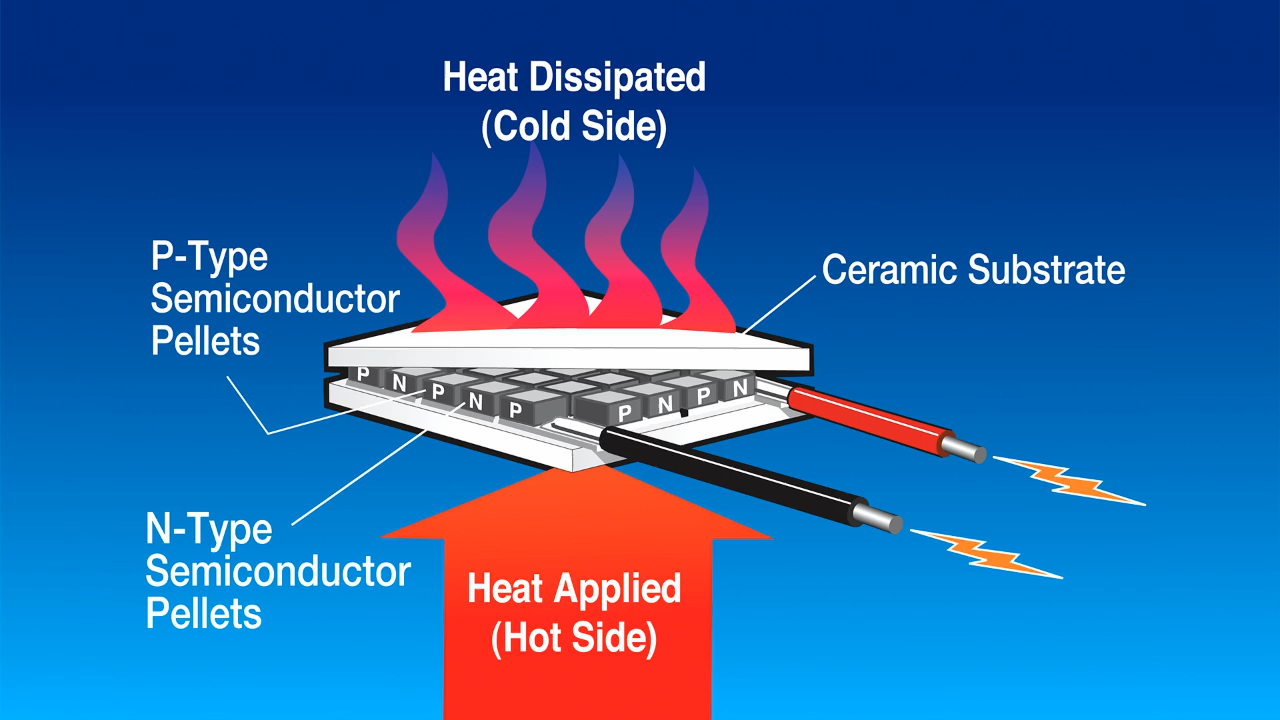 Heat Dissipated
(Cold Side)
P-Type
Semiconductor
Pellets
Ceramic Substrate
P N P N P P N P N
N-Type
Semiconductor
Pellets
Heat Applied
(Hot Side)